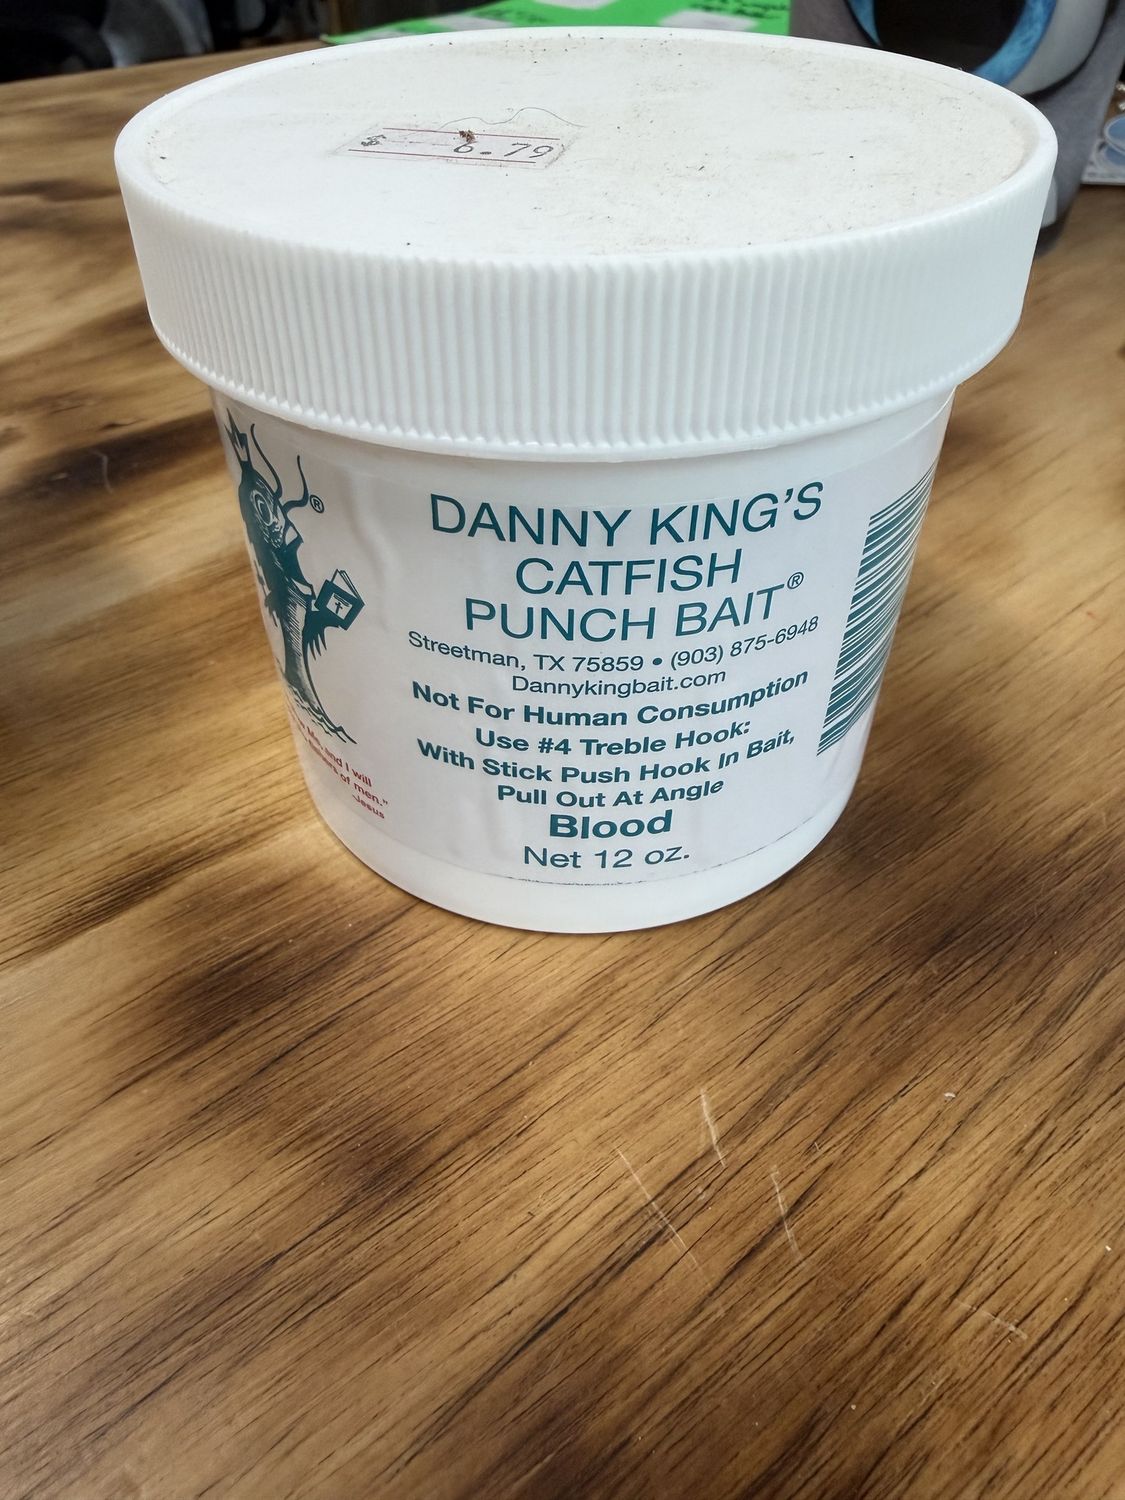 $ 6.79
®
DANNY KING'S
CATFISH
PUNCH BAIT®
Streetman, TX 75859 • (903) 875-6948
Dannykingbait.com
Not For Human Consumption
Use #4 Treble Hook:
With Stick Push Hook In Bait,
Pull Out At Angle
Blood
Net 12 oz.
Me, and I will
of men."
-Jesus